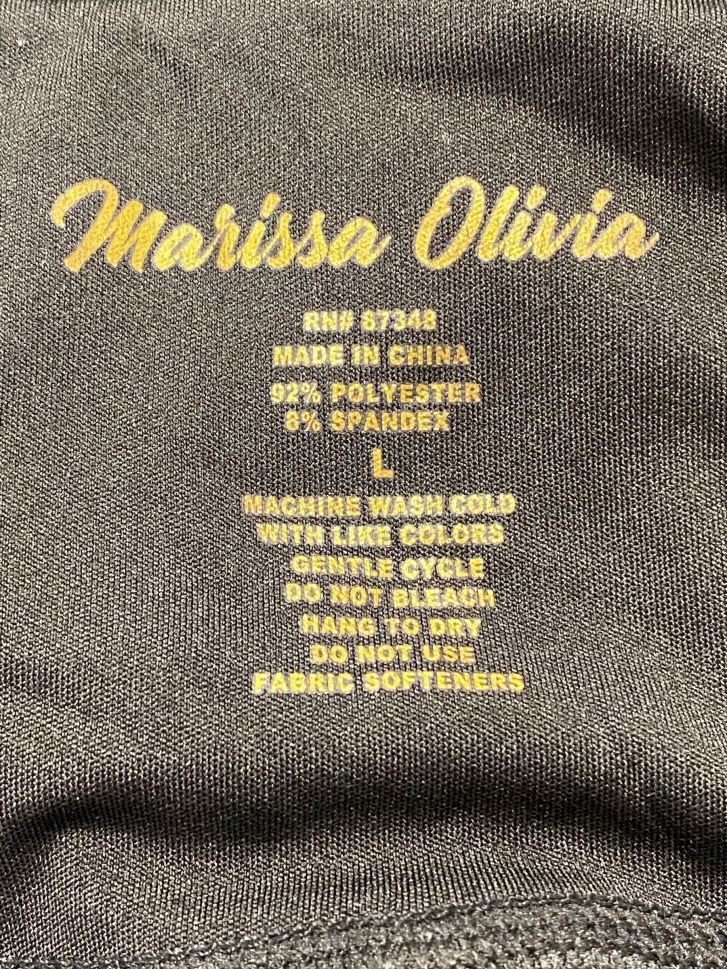 Marissa Olivia
RN# 87348
MADE IN CHINA
92% POLYESTER
8% SPANDEX
L
MACHINE WASH COLD
WITH LIKE COLORS
GENTLE CYCLE
DO NOT BLEACH
HANG TO DRY
DO NOT USE
FABRIC SOFTENERS